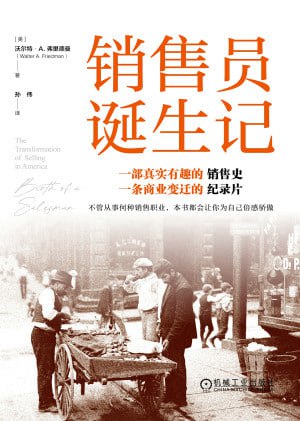 [美]
沃尔特·A.弗里德曼
(Walter A. Friedman)
著
孙 伟
译
销售员
诞生记
The
Transformation
of Selling
in America
Birth of a
Salesman
一部真实有趣的 销售史
一条商业变迁的 纪录片
不管从事何种销售职业,本书都会让你为自己倍感骄傲
机械工业出版社
CHINA MACHINE PRESS